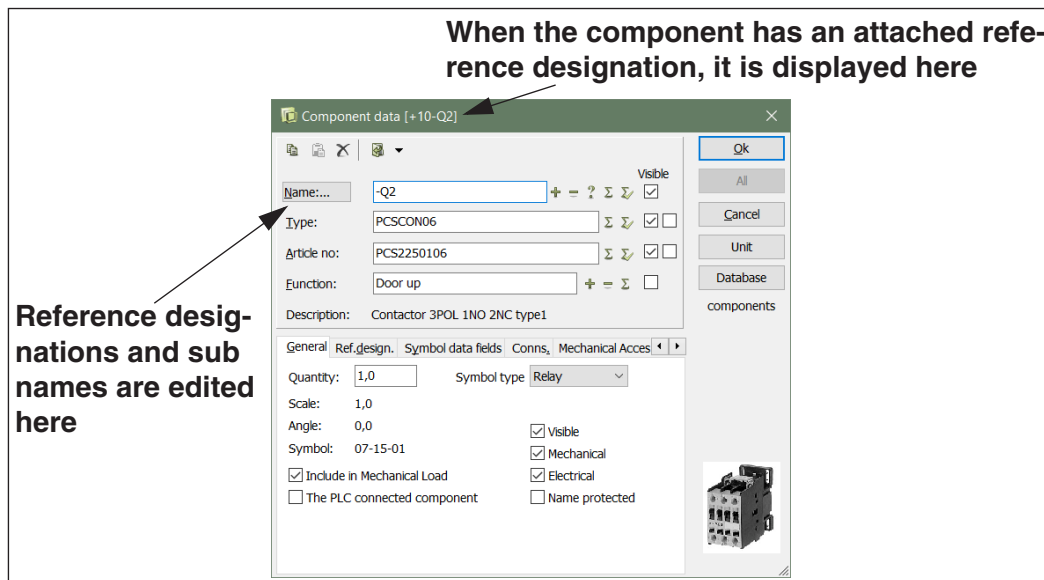 When the component has an attached refe-
rence designation, it is displayed here
Component data [+10-Q2]
Ok
Visible
All
Name:...
-Q2
Type:
PCSCON06
Cancel
Article no:
PCS2250106
Unit
Function:
Door up
Database
Description:
Contactor 3POL 1NO 2NC type1
components
Reference desig-
nations and sub
names are edited
here
General Ref.design. Symbol data fields Conns, Mechanical Acces
Quantity:
1,0
Symbol type
Relay
Scale:
1,0
Angle:
0,0
Visible
Symbol:
07-15-01
Mechanical
Include in Mechanical Load
Electrical
The PLC connected component
Name protected